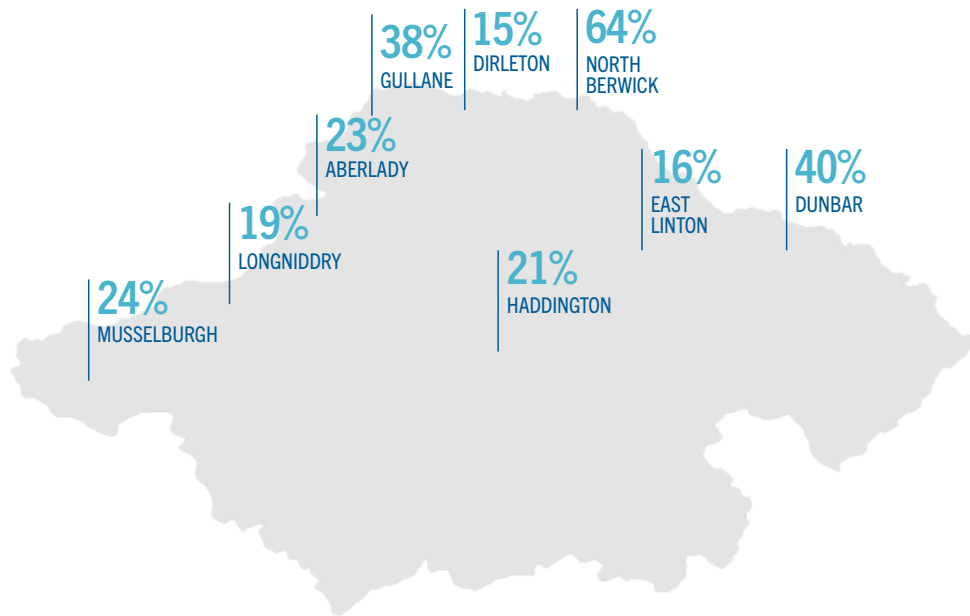 38%
GULLANE
15%
DIRLETON
64%
NORTH
BERWICK
23%
ABERLADY
16%
EAST
LINTON
40%
DUNBAR
19%
LONGNIDDRY
21%
HADDINGTON
24%
MUSSELBURGH